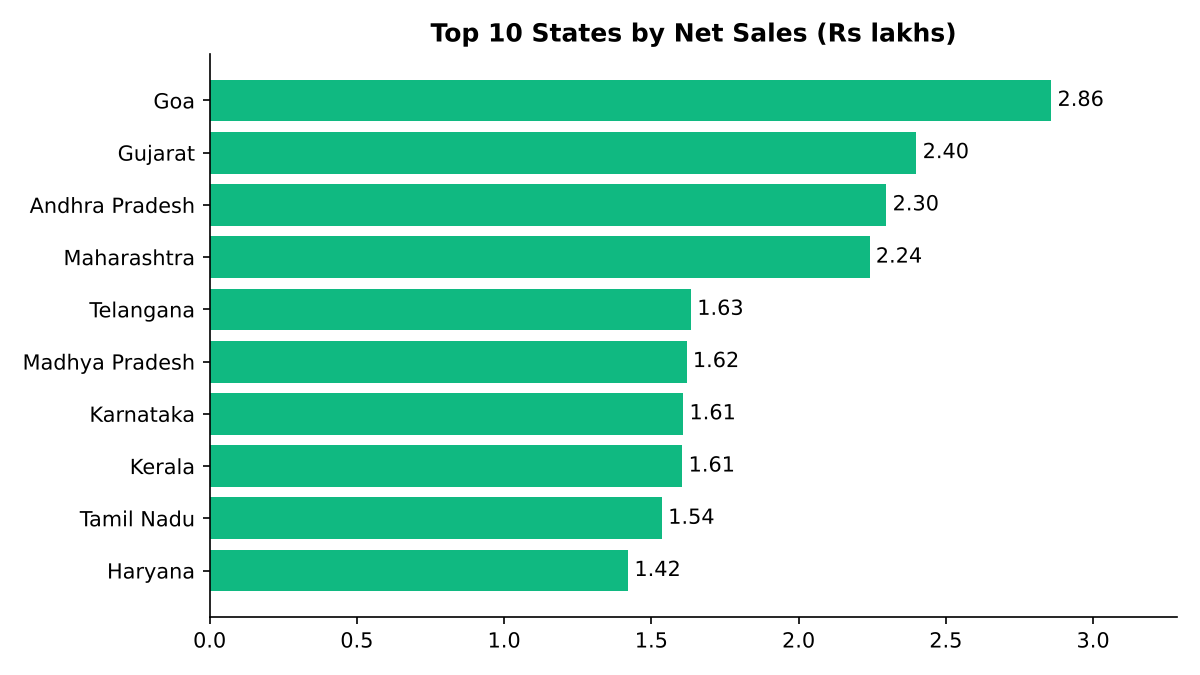 Top 10 States by Net Sales (Rs lakhs)
Goa 2.86
Gujarat 2.40
Andhra Pradesh 2.30
Maharashtra 2.24
Telangana 1.63
Madhya Pradesh 1.62
Karnataka 1.61
Kerala 1.61
Tamil Nadu 1.54
Haryana 1.42
0.0 0.5 1.0 1.5 2.0 2.5 3.0